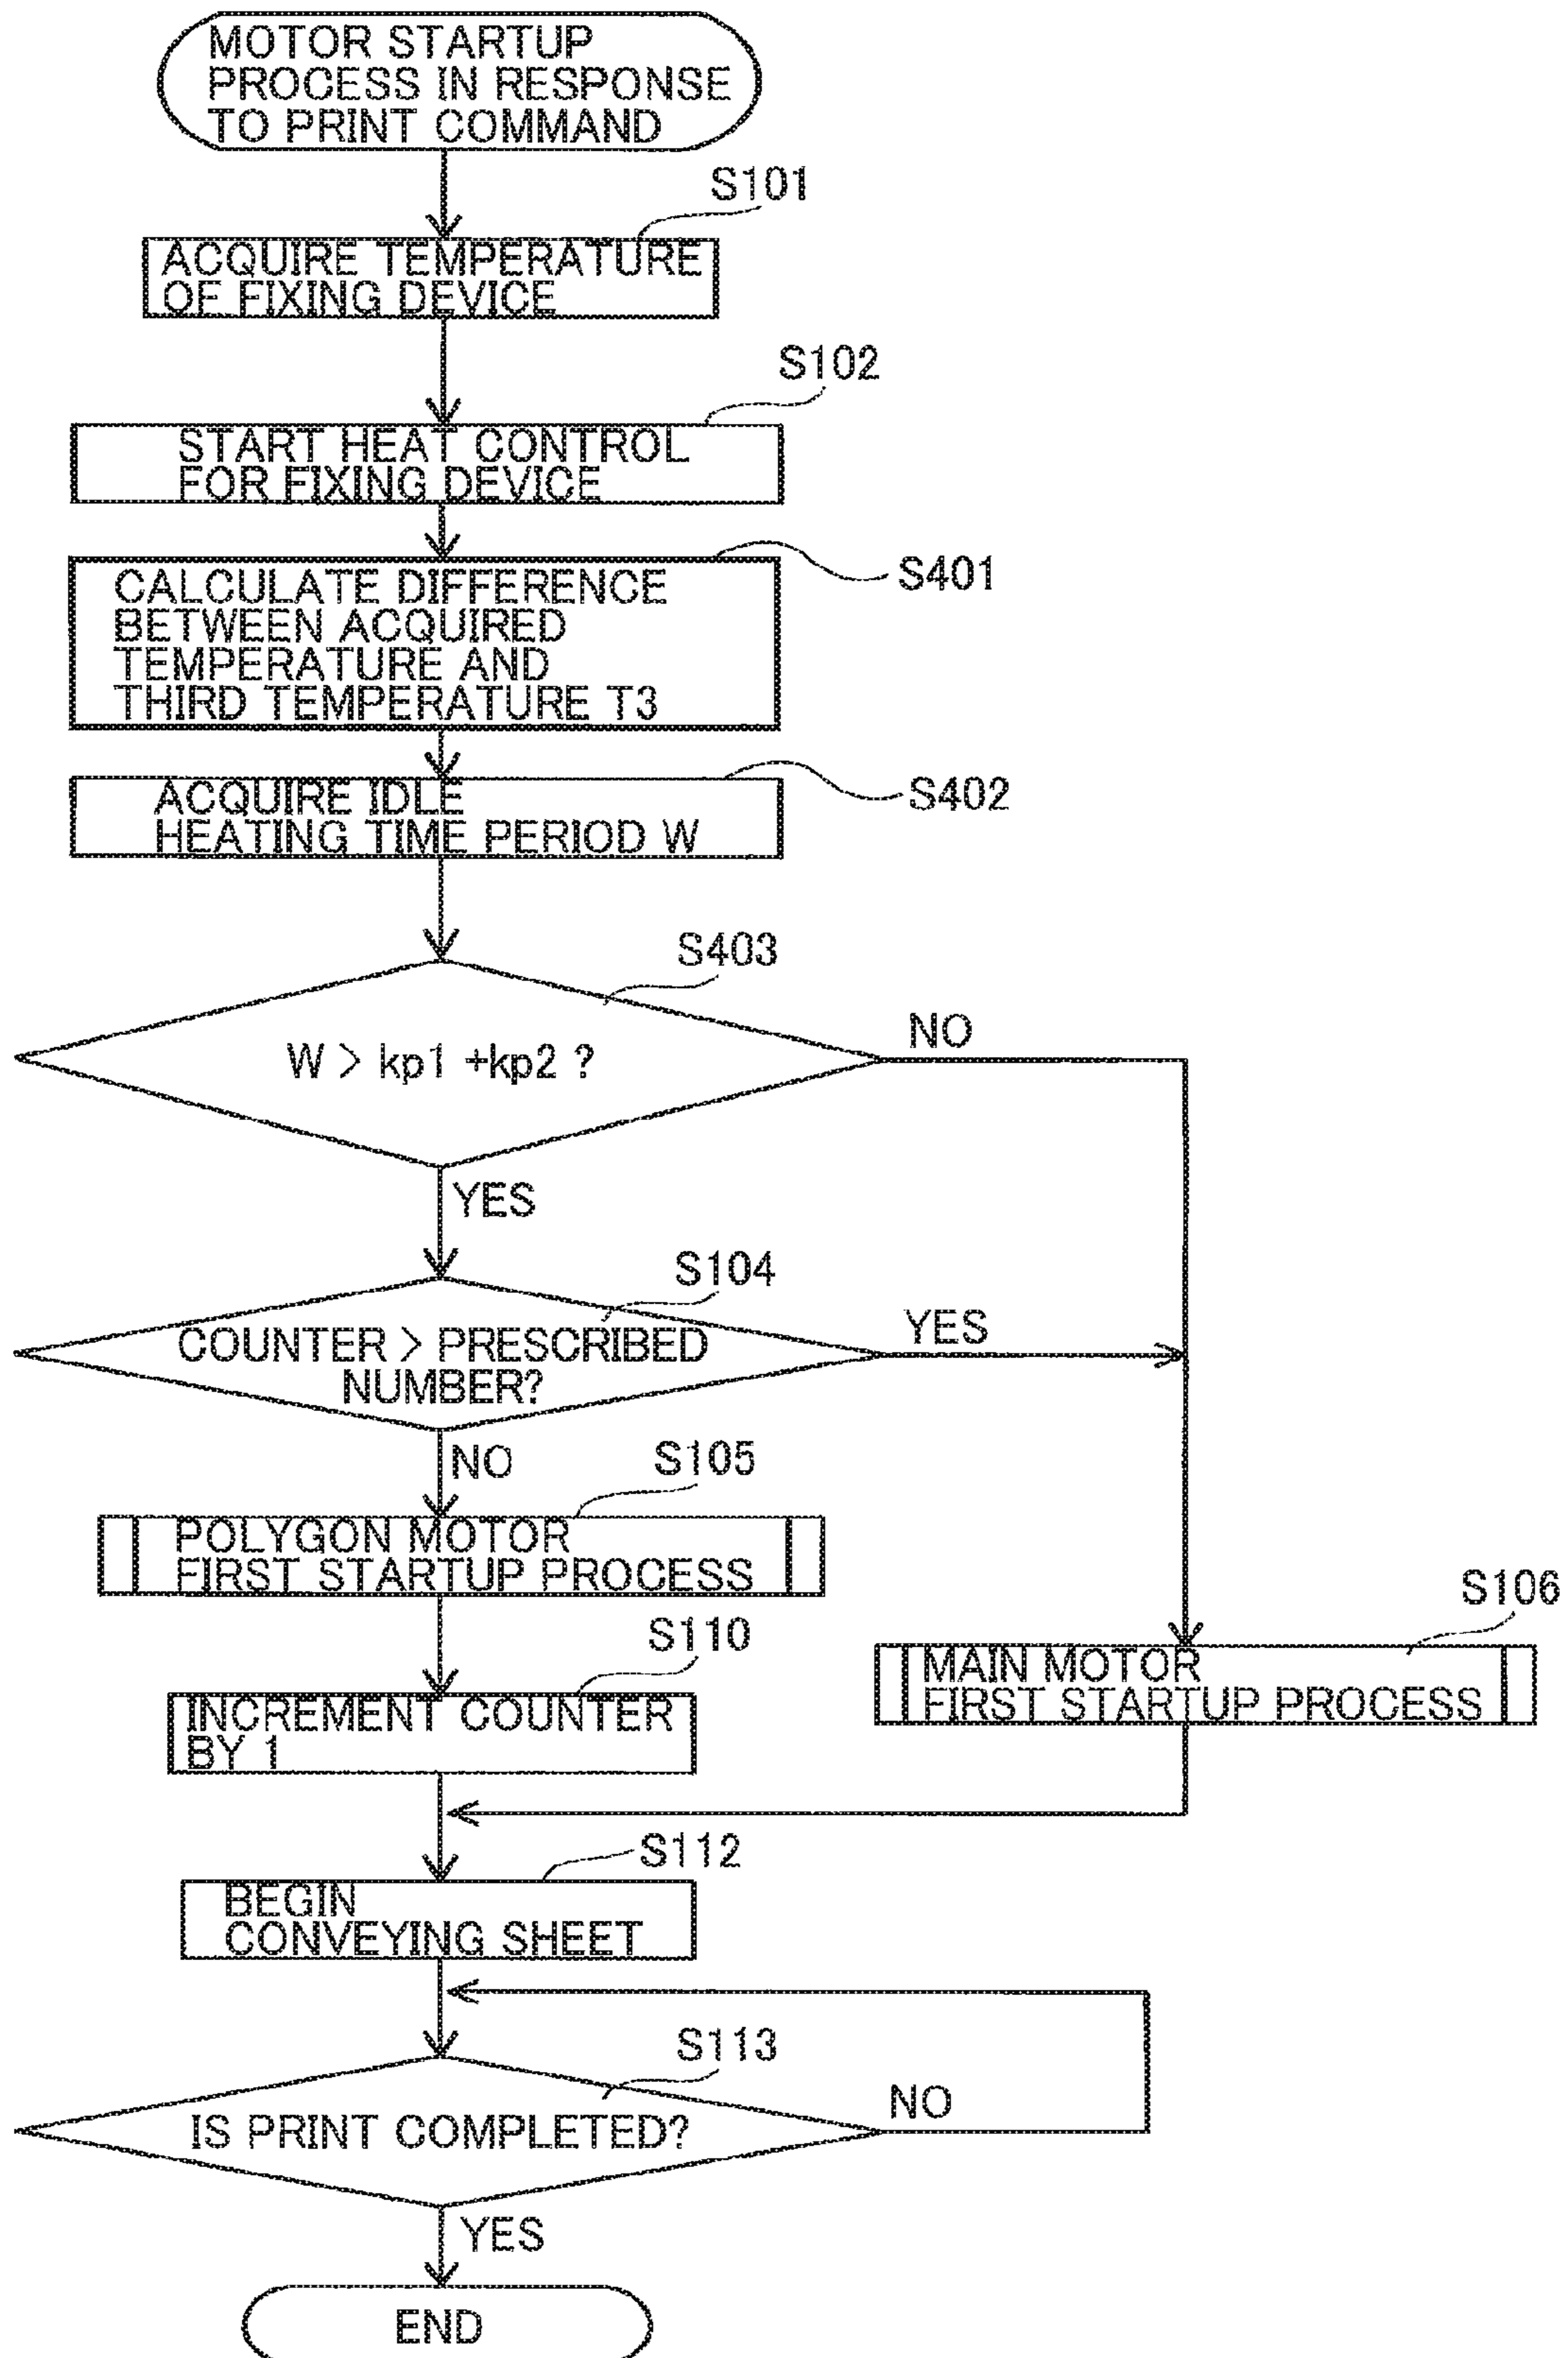 MOTOR STARTUP
PROCESS IN RESPONSE
TO PRINT COMMAND
S101
ACQUIRE TEMPERATURE
OF FIXING DEVICE
S102
START HEAT CONTROL
FOR FIXING DEVICE
S401
CALCULATE DIFFERENCE
BETWEEN ACQUIRED
TEMPERATURE AND
THIRD TEMPERATURE T3
S402
ACQUIRE IDLE
HEATING TIME PERIOD W
S403
W > kp1 +kp2 ?
NO
YES
S104
COUNTER > PRESCRIBED
NUMBER?
YES
NO
S105
POLYGON MOTOR
FIRST STARTUP PROCESS
S106
MAIN MOTOR
FIRST STARTUP PROCESS
S110
INCREMENT COUNTER
BY 1
S112
BEGIN
CONVEYING SHEET
S113
IS PRINT COMPLETED?
NO
YES
END